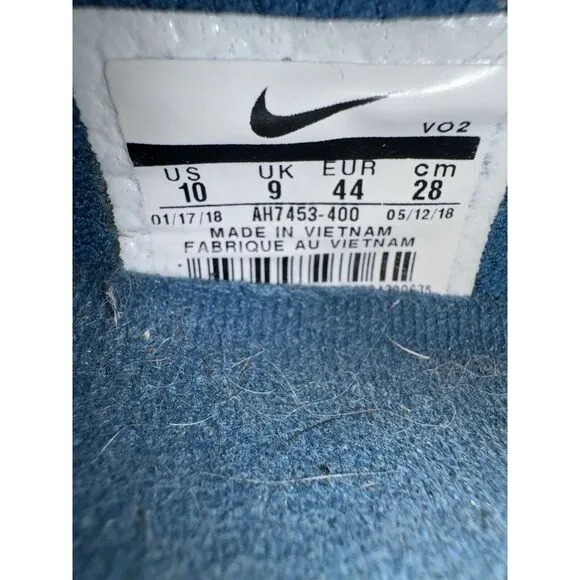 VO2
US UK EUR cm
10 9 44 28
01/17/18 AH7453-400 05/12/18
MADE IN VIETNAM
FABRIQUE AU VIETNAM